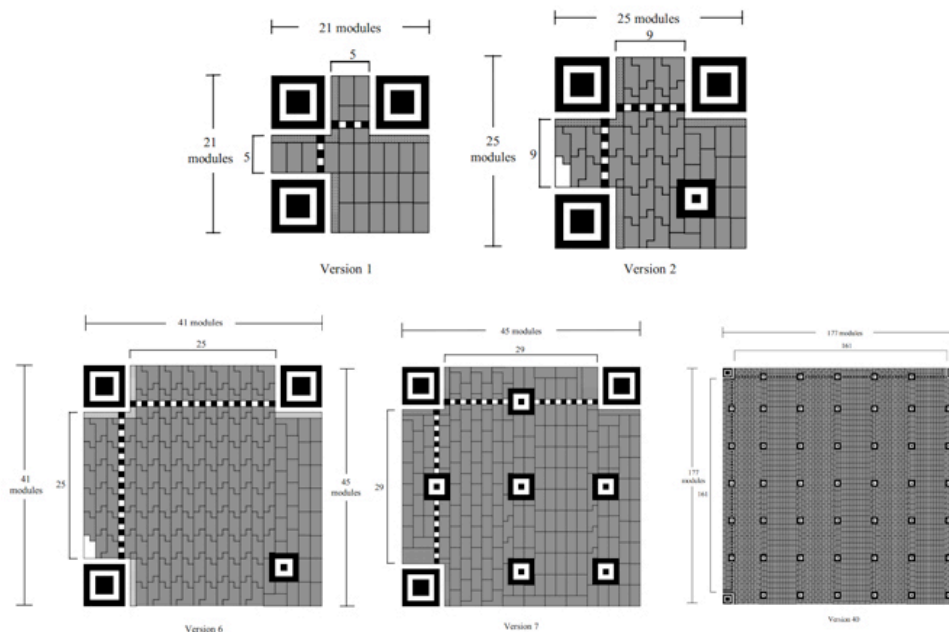 21 modules
5
21
modules
5
Version 1
25 modules
9
25
modules
9
Version 2
41 modules
25
41
modules
25
Version 6
45 modules
29
45
modules
29
Version 7
177 modules
161
177
modules
161
Version 40